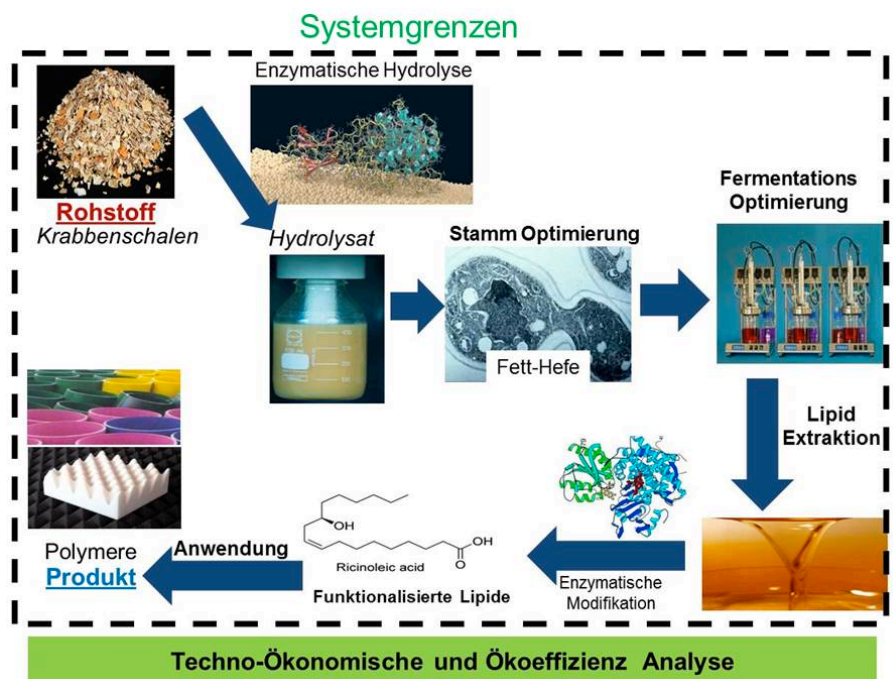 Systemgrenzen
Enzymatische Hydrolyse
Rohstoff
Krabbenschalen
Hydrolysat
Stamm Optimierung
Fett-Hefe
Fermentations
Optimierung
Lipid
Extraktion
Enzymatische
Modifikation
OH
OH
O
Ricinoleic acid
Funktionalisierte Lipide
Anwendung
Polymere
Produkt
Techno-Ökonomische und Ökoeffizienz Analyse